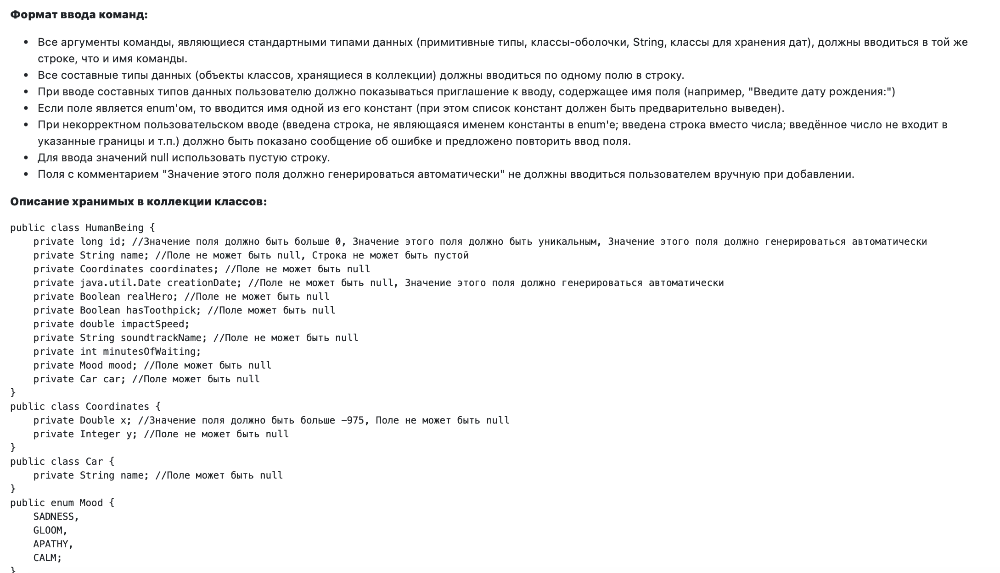 Формат ввода команд:
• Все аргументы команды, являющиеся стандартными типами данных (примитивные типы, классы-оболочки, String, классы для хранения дат), должны вводиться в той же
строке, что и имя команды.
• Все составные типы данных (объекты классов, хранящиеся в коллекции) должны вводиться по одному полю в строку.
• При вводе составных типов данных пользователю должно показываться приглашение к вводу, содержащее имя поля (например, "Введите дату рождения:")
• Если поле является enum'ом, то вводится имя одной из его констант (при этом список констант должен быть предварительно выведен).
• При некорректном пользовательском вводе (введена строка, не являющаяся именем константы в enum'е; введена строка вместо числа; введённое число не входит в
указанные границы и т.п.) должно быть показано сообщение об ошибке и предложено повторить ввод поля.
• Для ввода значений null использовать пустую строку.
• Поля с комментарием "Значение этого поля должно генерироваться автоматически" не должны вводиться пользователем вручную при добавлении.
Описание хранимых в коллекции классов:
public class HumanBeing {
    private long id; //Значение поля должно быть больше 0, Значение этого поля должно быть уникальным, Значение этого поля должно генерироваться автоматически
    private String name; //Поле не может быть null, Строка не может быть пустой
    private Coordinates coordinates; //Поле не может быть null
    private java.util.Date creationDate; //Поле не может быть null, Значение этого поля должно генерироваться автоматически
    private Boolean realHero; //Поле не может быть null
    private Boolean hasToothpick; //Поле может быть null
    private double impactSpeed;
    private String soundtrackName; //Поле не может быть null
    private int minutesOfWaiting;
    private Mood mood; //Поле может быть null
    private Car car; //Поле может быть null
}
public class Coordinates {
    private Double x; //Значение поля должно быть больше -975, Поле не может быть null
    private Integer y; //Поле не может быть null
}
public class Car {
    private String name; //Поле может быть null
}
public enum Mood {
    SADNESS,
    GLOOM,
    APATHY,
    CALM;
}